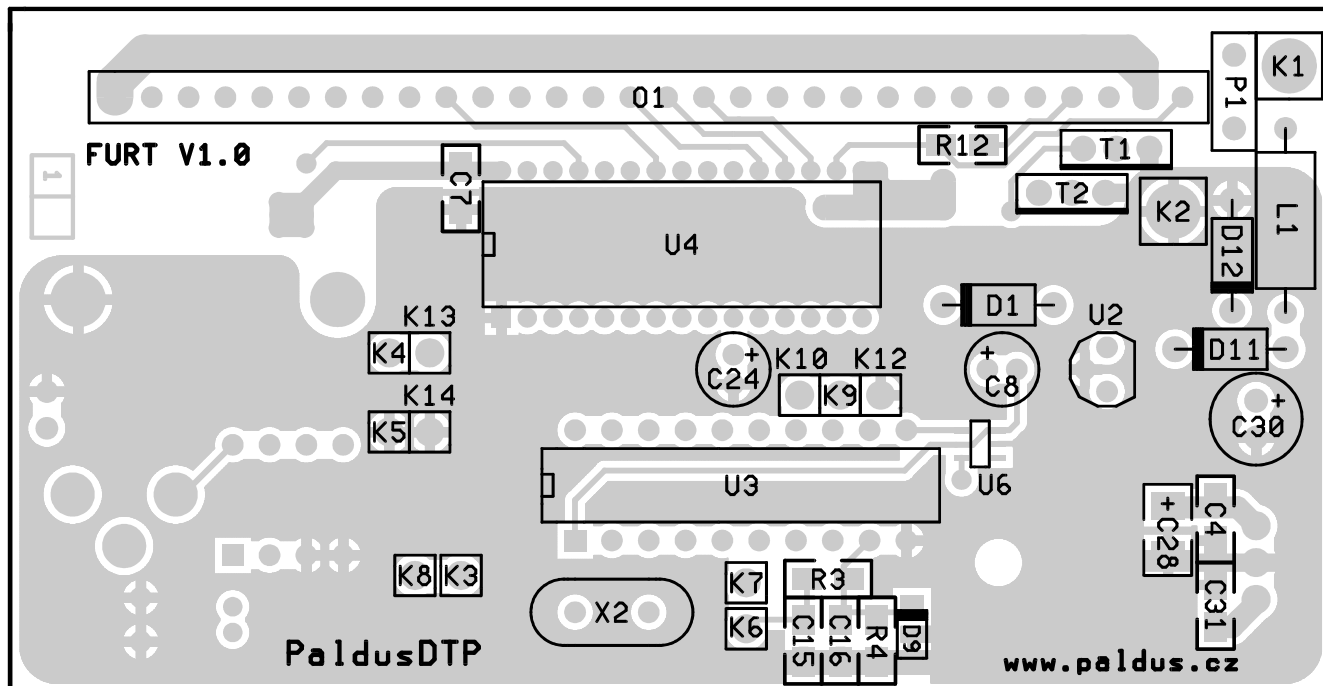 K1
P1
O1
FURT V1.0
R12
T1
1
C7
T2
K2
L1
U4
D12
D1
U2
K13
D11
K4
+
C24
K10
K12
+
C8
K9
K14
K5
+
C30
U3
U6
+
C28
C4
K8
K3
K7
R3
C31
X2
K6
C15
C16
R4
D9
PaldusDTP
www.paldus.cz